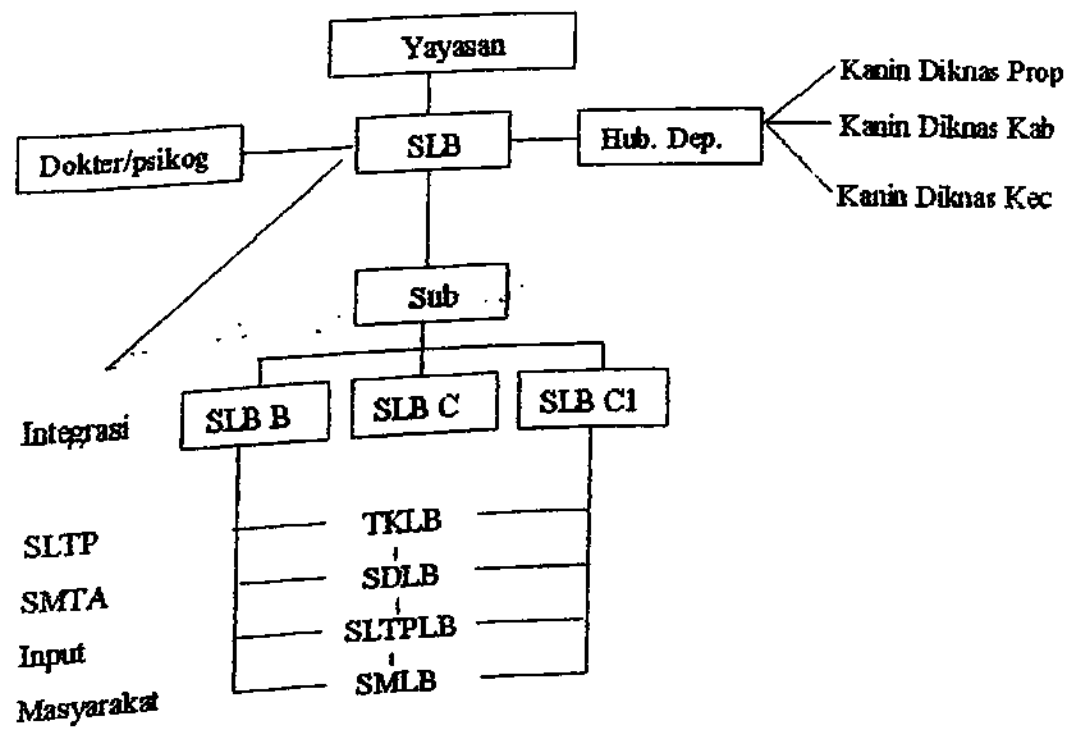 Yayasan
Kanin Diknas Prop
Dokter/psikog
SLB
Hub. Dep.
Kanin Diknas Kab
Kanin Diknas Kec
Sub
Integrasi
SLB B
SLB C
SLB C1
SLTP
TKLB
SMTA
SDLB
Input
SLTPLB
Masyarakat
SMLB